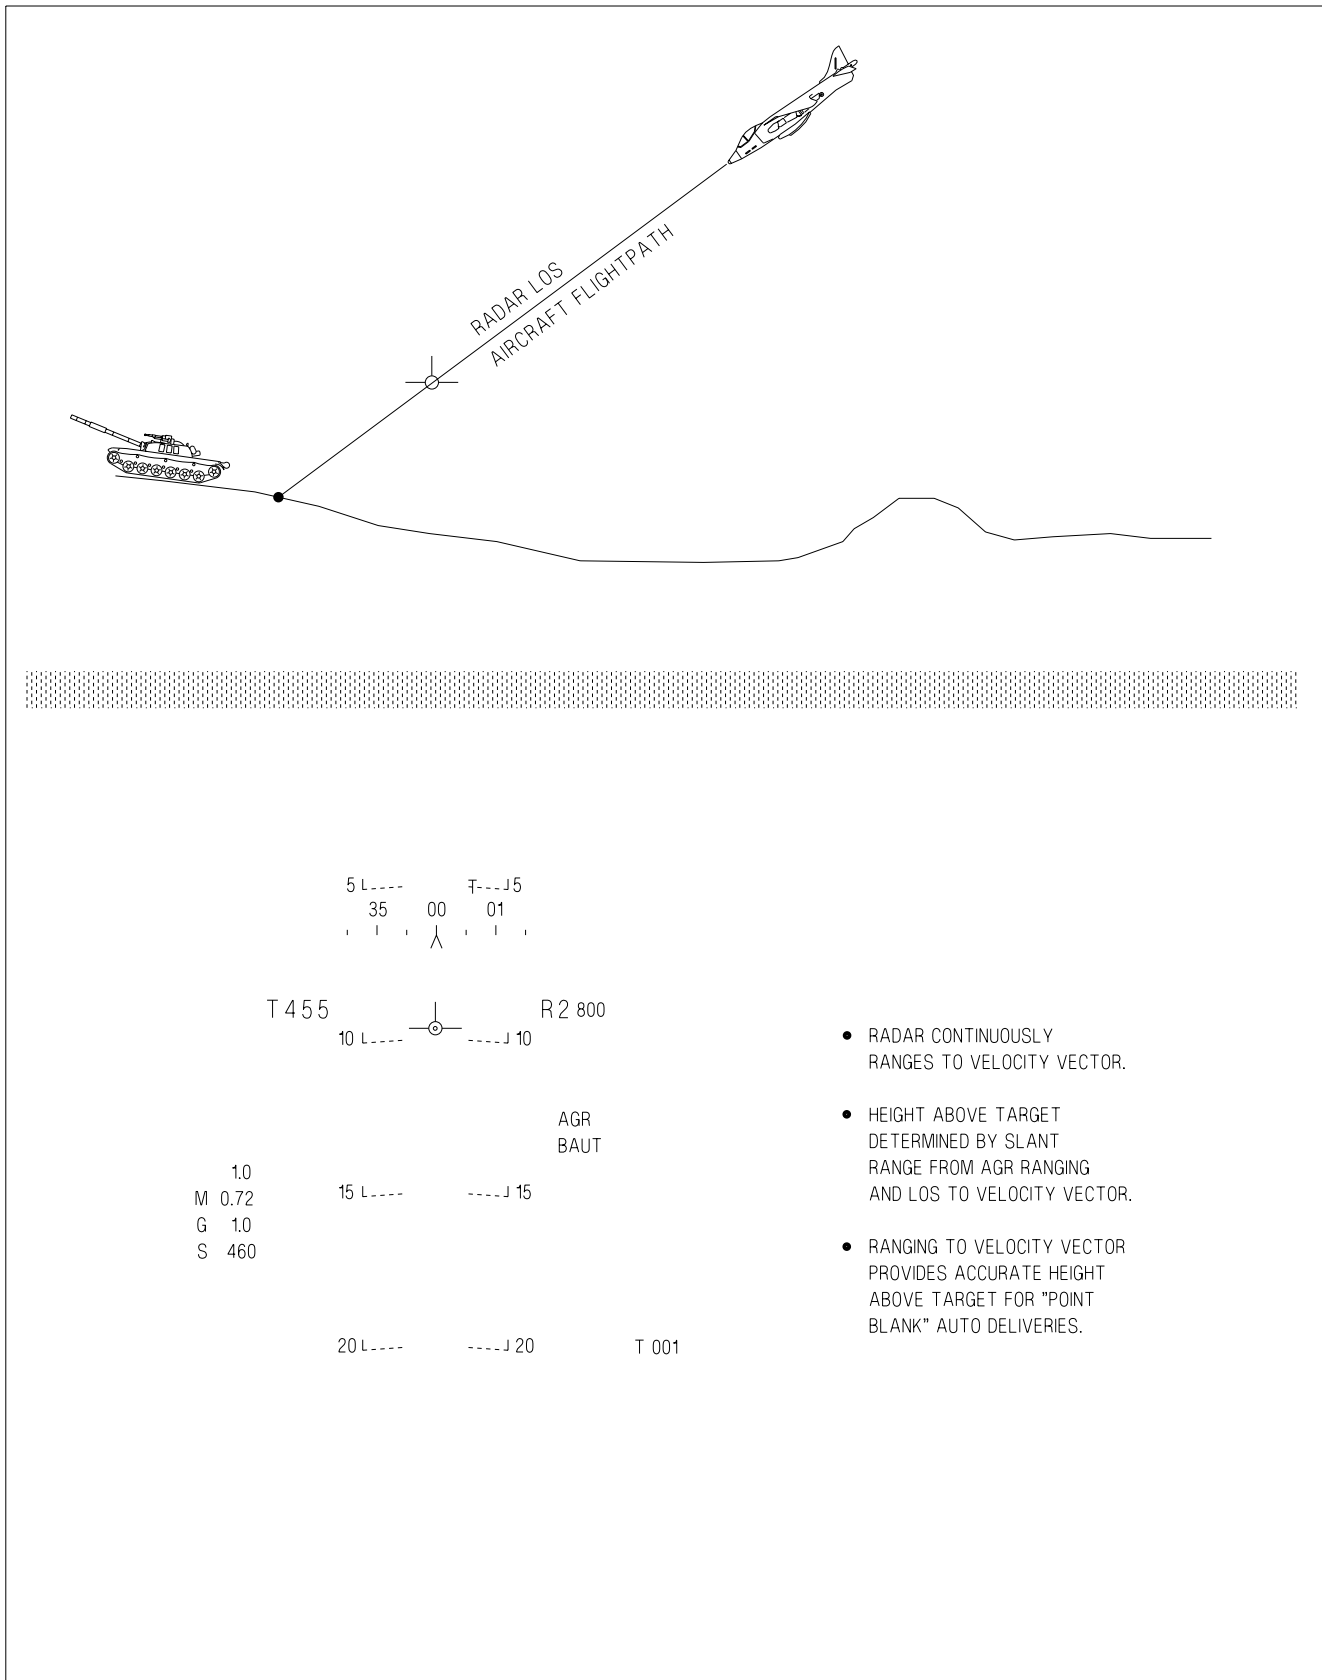 RADAR LOS
AIRCRAFT FLIGHTPATH
5 5
35 00 01
T 455 R 2 800
10 10
AGR
BAUT
1.0
M 0.72
15 15
G 1.0
S 460
20 20 T 001
● RADAR CONTINUOUSLY
RANGES TO VELOCITY VECTOR.
● HEIGHT ABOVE TARGET
DETERMINED BY SLANT
RANGE FROM AGR RANGING
AND LOS TO VELOCITY VECTOR.
● RANGING TO VELOCITY VECTOR
PROVIDES ACCURATE HEIGHT
ABOVE TARGET FOR "POINT
BLANK" AUTO DELIVERIES.